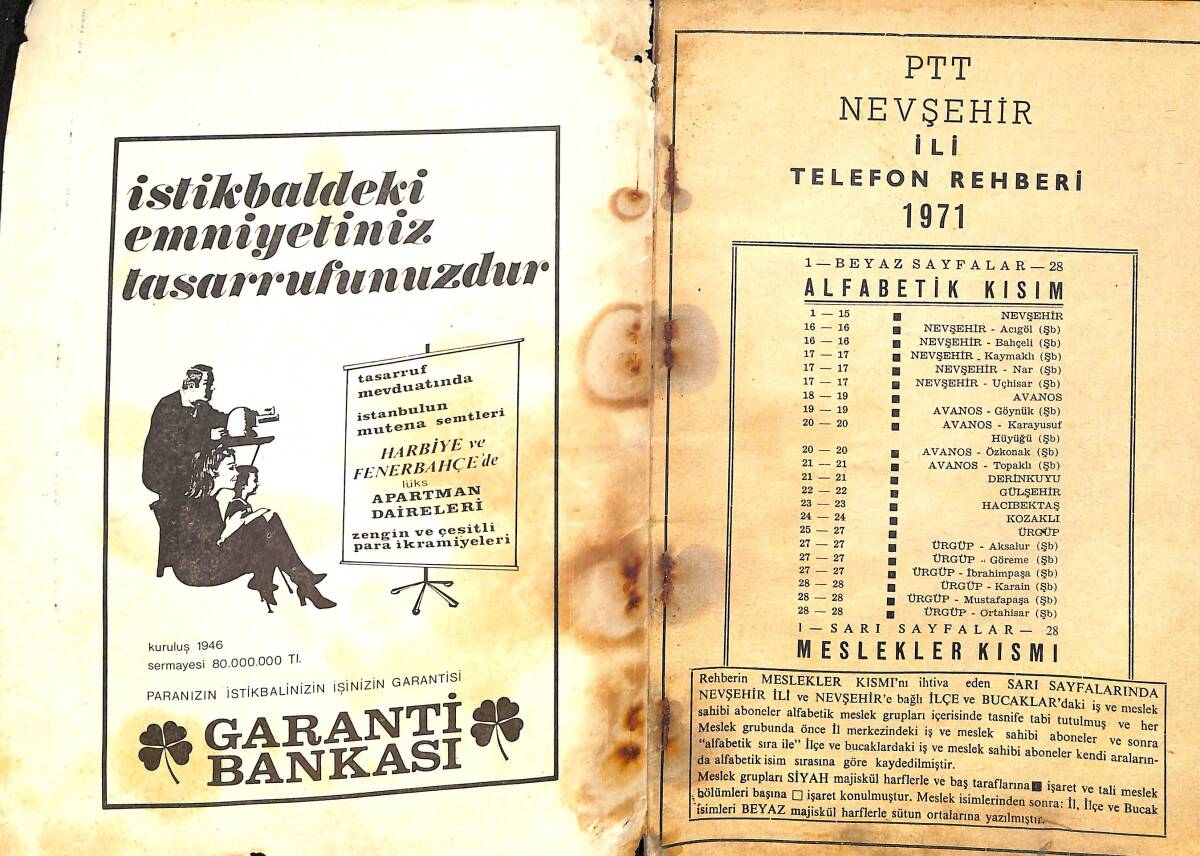 istikbaldeki
emniyetiniz
tasarrufunuzdur
tasarruf
mevduatında
istanbulun
mutena semtleri
HARBİYE ve
FENERBAHÇE'de
lüks
APARTMAN
DAİRELERİ
zengin ve çeşitli
para ikramiyeleri
kuruluş 1946
sermayesi 80.000.000 Tl.
PARANIZIN İSTİKBALİNİZİN İŞİNİZİN GARANTİSİ
GARANTİ
BANKASI
PTT
NEVŞEHİR
İLİ
TELEFON REHBERİ
1971
1 — BEYAZ SAYFALAR — 28
ALFABETİK KISIM
1 — 15 ■ NEVŞEHİR
16 — 16 ■ NEVŞEHİR - Acıgöl (Şb)
16 — 16 ■ NEVŞEHİR - Bahçeli (Şb)
17 — 17 ■ NEVŞEHİR - Kaymaklı (Şb)
17 — 17 ■ NEVŞEHİR - Nar (Şb)
17 — 17 ■ NEVŞEHİR - Uçhisar (Şb)
18 — 19 ■ AVANOS
19 — 19 ■ AVANOS - Göynük (Şb)
20 — 20 ■ AVANOS - Karayusuf
Hüyüğü (Şb)
20 — 20 ■ AVANOS - Özkonak (Şb)
21 — 21 ■ AVANOS - Topaklı (Şb)
21 — 21 ■ DERİNKUYU
22 — 22 ■ GÜLŞEHİR
23 — 23 ■ HACIBEKTAŞ
24 — 24 ■ KOZAKLI
25 — 27 ■ ÜRGÜP
27 — 27 ■ ÜRGÜP - Aksalur (Şb)
27 — 27 ■ ÜRGÜP - Göreme (Şb)
27 — 27 ■ ÜRGÜP - İbrahimpaşa (Şb)
28 — 28 ■ ÜRGÜP - Karain (Şb)
28 — 28 ■ ÜRGÜP - Mustafapaşa (Şb)
28 — 28 ■ ÜRGÜP - Ortahisar (Şb)
1 — SARI SAYFALAR — 28
MESLEKLER KISMI
Rehberin MESLEKLER KISMI'nı ihtiva eden SARI SAYFALARINDA
NEVŞEHİR İLİ ve NEVŞEHİR'e bağlı İLÇE ve BUCAKLAR'daki iş ve meslek
sahibi aboneler alfabetik meslek grupları içerisinde tasnife tabi tutulmuş ve her
Meslek grubunda önce İl merkezindeki iş ve meslek sahibi aboneler ve sonra
“alfabetik sıra ile” İlçe ve bucaklardaki iş ve meslek sahibi aboneler kendi araların-
da alfabetik isim sırasına göre kaydedilmiştir.
Meslek grupları SİYAH majiskül harflerle ve baş taraflarına ■ işaret ve tali meslek
bölümleri başına □ işaret konulmuştur. Meslek isimlerinden sonra: İl, İlçe ve Bucak
isimleri BEYAZ majiskül harflerle sütun ortalarına yazılmıştır.